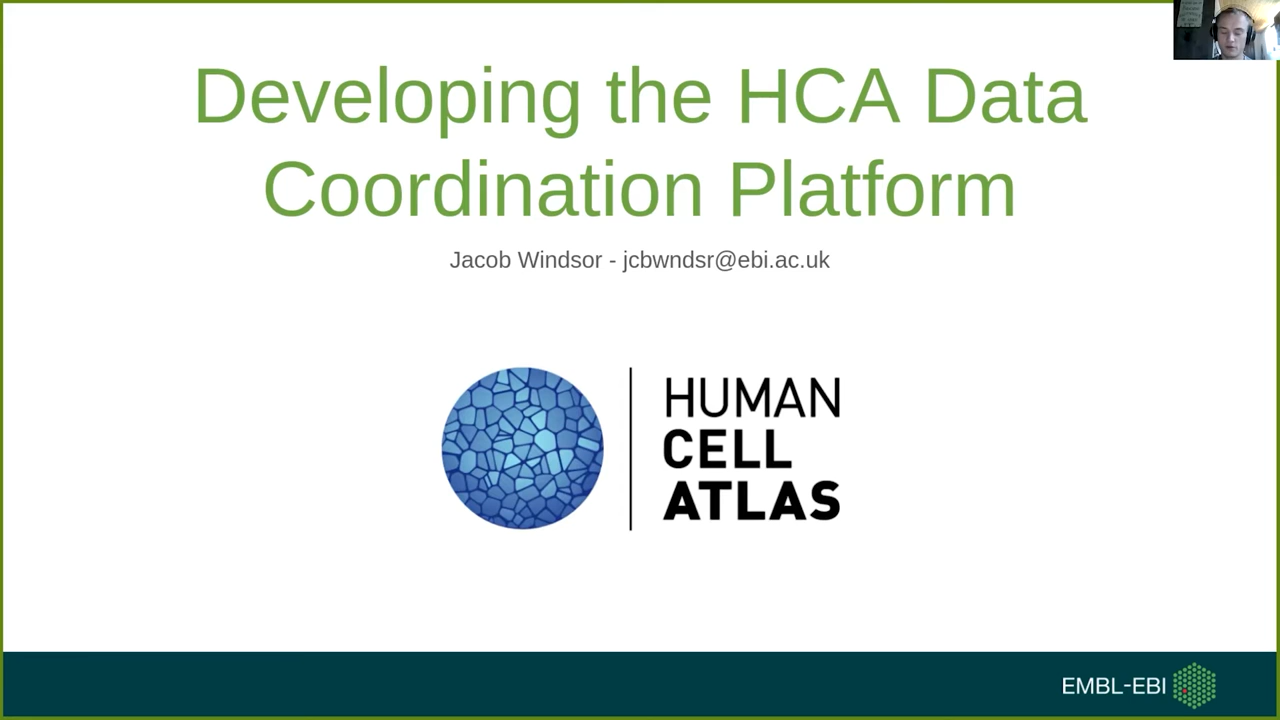 Developing the HCA Data
Coordination Platform
Jacob Windsor - jcbwndsr@ebi.ac.uk
HUMAN
CELL
ATLAS
EMBL-EBI